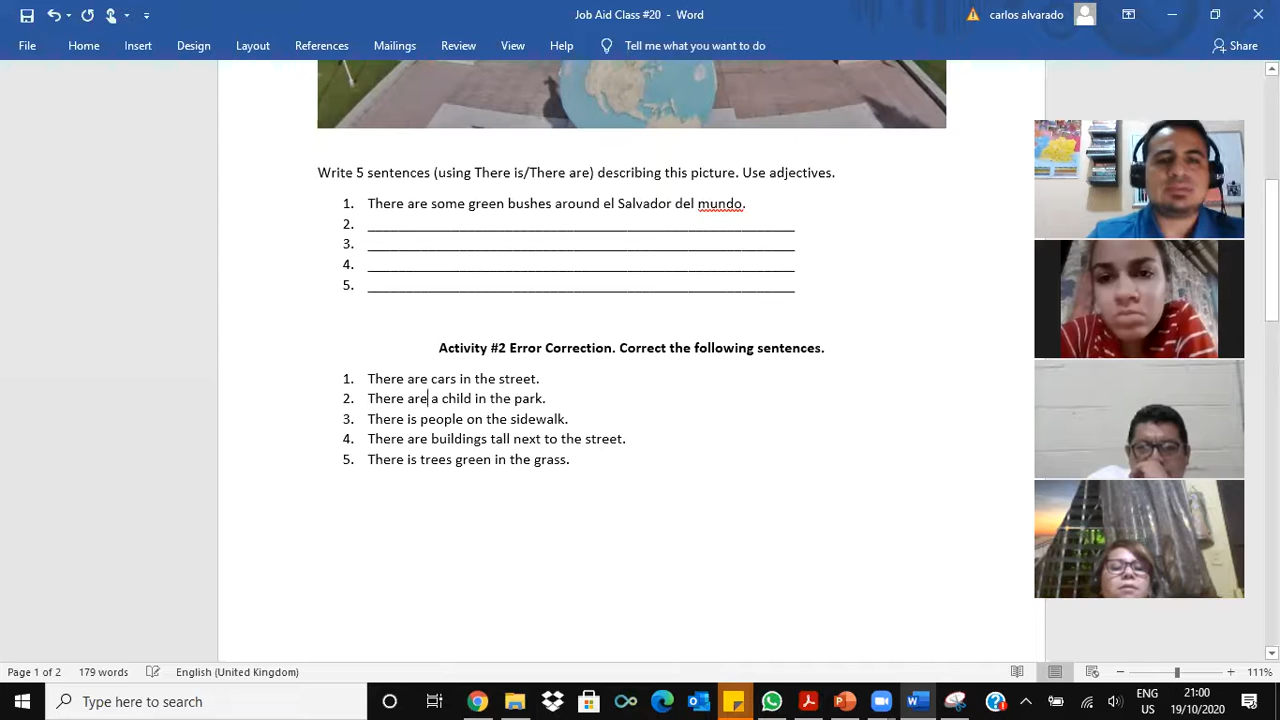 Job Aid Class #20 - Word
carlos alvarado
File Home Insert Design Layout References Mailings Review View Help Tell me what you want to do Share
Write 5 sentences (using There is/There are) describing this picture. Use adjectives.
1. There are some green bushes around el Salvador del mundo.
2. ____________________________________________________
3. ____________________________________________________
4. ____________________________________________________
5. ____________________________________________________
Activity #2 Error Correction. Correct the following sentences.
1. There are cars in the street.
2. There are a child in the park.
3. There is people on the sidewalk.
4. There are buildings tall next to the street.
5. There is trees green in the grass.
Page 1 of 2 179 words English (United Kingdom) 111%
Type here to search
ENG 21:00
US 19/10/2020